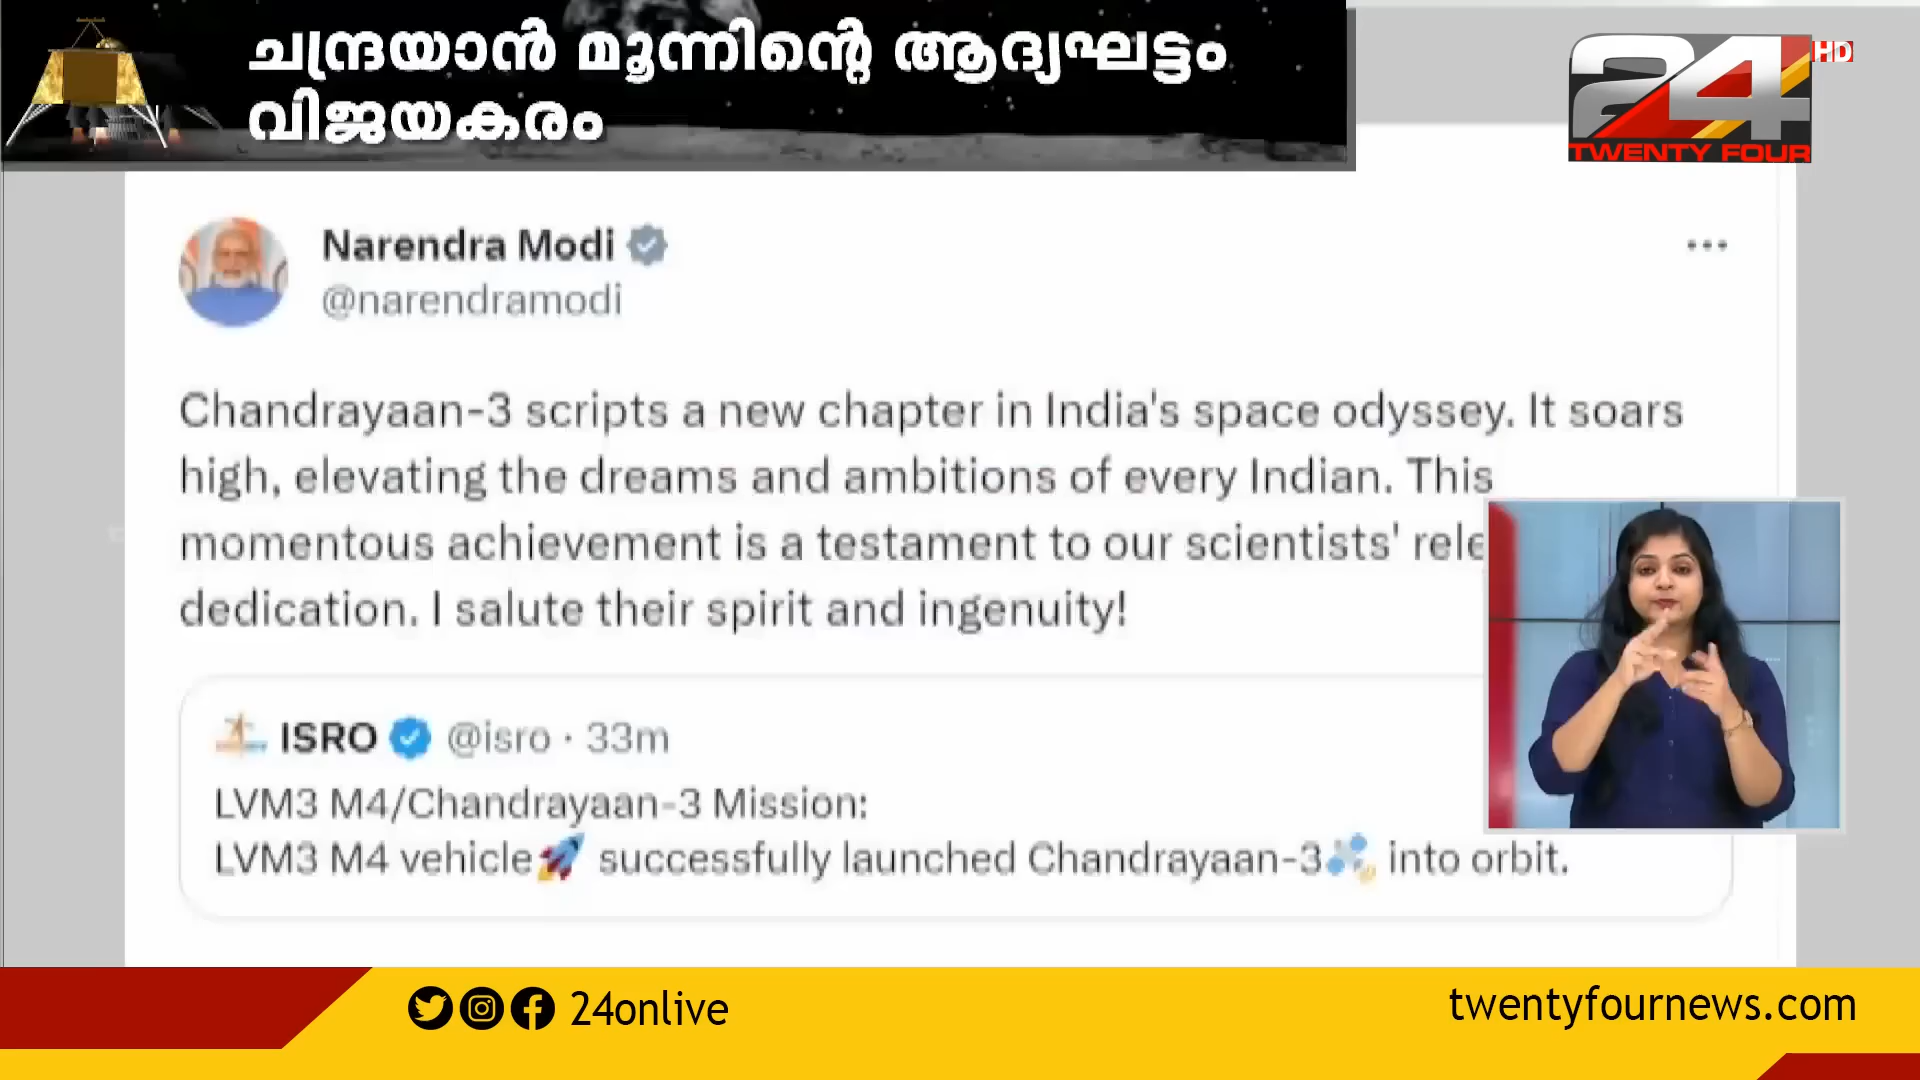 ചന്ദ്രയാൻ മൂന്നിന്റെ ആദ്യഘട്ടം
വിജയകരം
24 HD
TWENTY FOUR
Narendra Modi
@narendramodi
Chandrayaan-3 scripts a new chapter in India's space odyssey. It soars
high, elevating the dreams and ambitions of every Indian. This
momentous achievement is a testament to our scientists'
dedication. I salute their spirit and ingenuity!
ISRO @isro · 33m
LVM3 M4/Chandrayaan-3 Mission:
LVM3 M4 vehicle🚀 successfully launched Chandrayaan-3🛰️ into orbit.
24onlive
twentyfournews.com